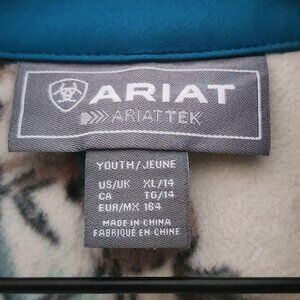 ARIAT
ARIATTEK
YOUTH/JEUNE
US/UK XL/14
CA TG/14
EUR/MX 164
MADE IN CHINA
FABRIQUÉ EN CHINE